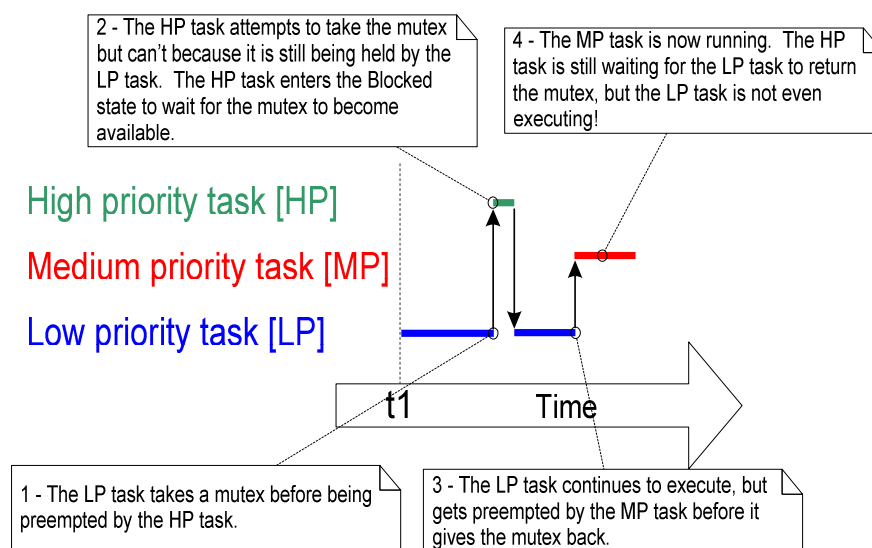 2 - The HP task attempts to take the mutex
but can’t because it is still being held by the
LP task.  The HP task enters the Blocked
state to wait for the mutex to become
available.
4 - The MP task is now running.  The HP
task is still waiting for the LP task to return
the mutex, but the LP task is not even
executing!
High priority task [HP]
Medium priority task [MP]
Low priority task [LP]
t1
Time
1 - The LP task takes a mutex before being
preempted by the HP task.
3 - The LP task continues to execute, but
gets preempted by the MP task before it
gives the mutex back.